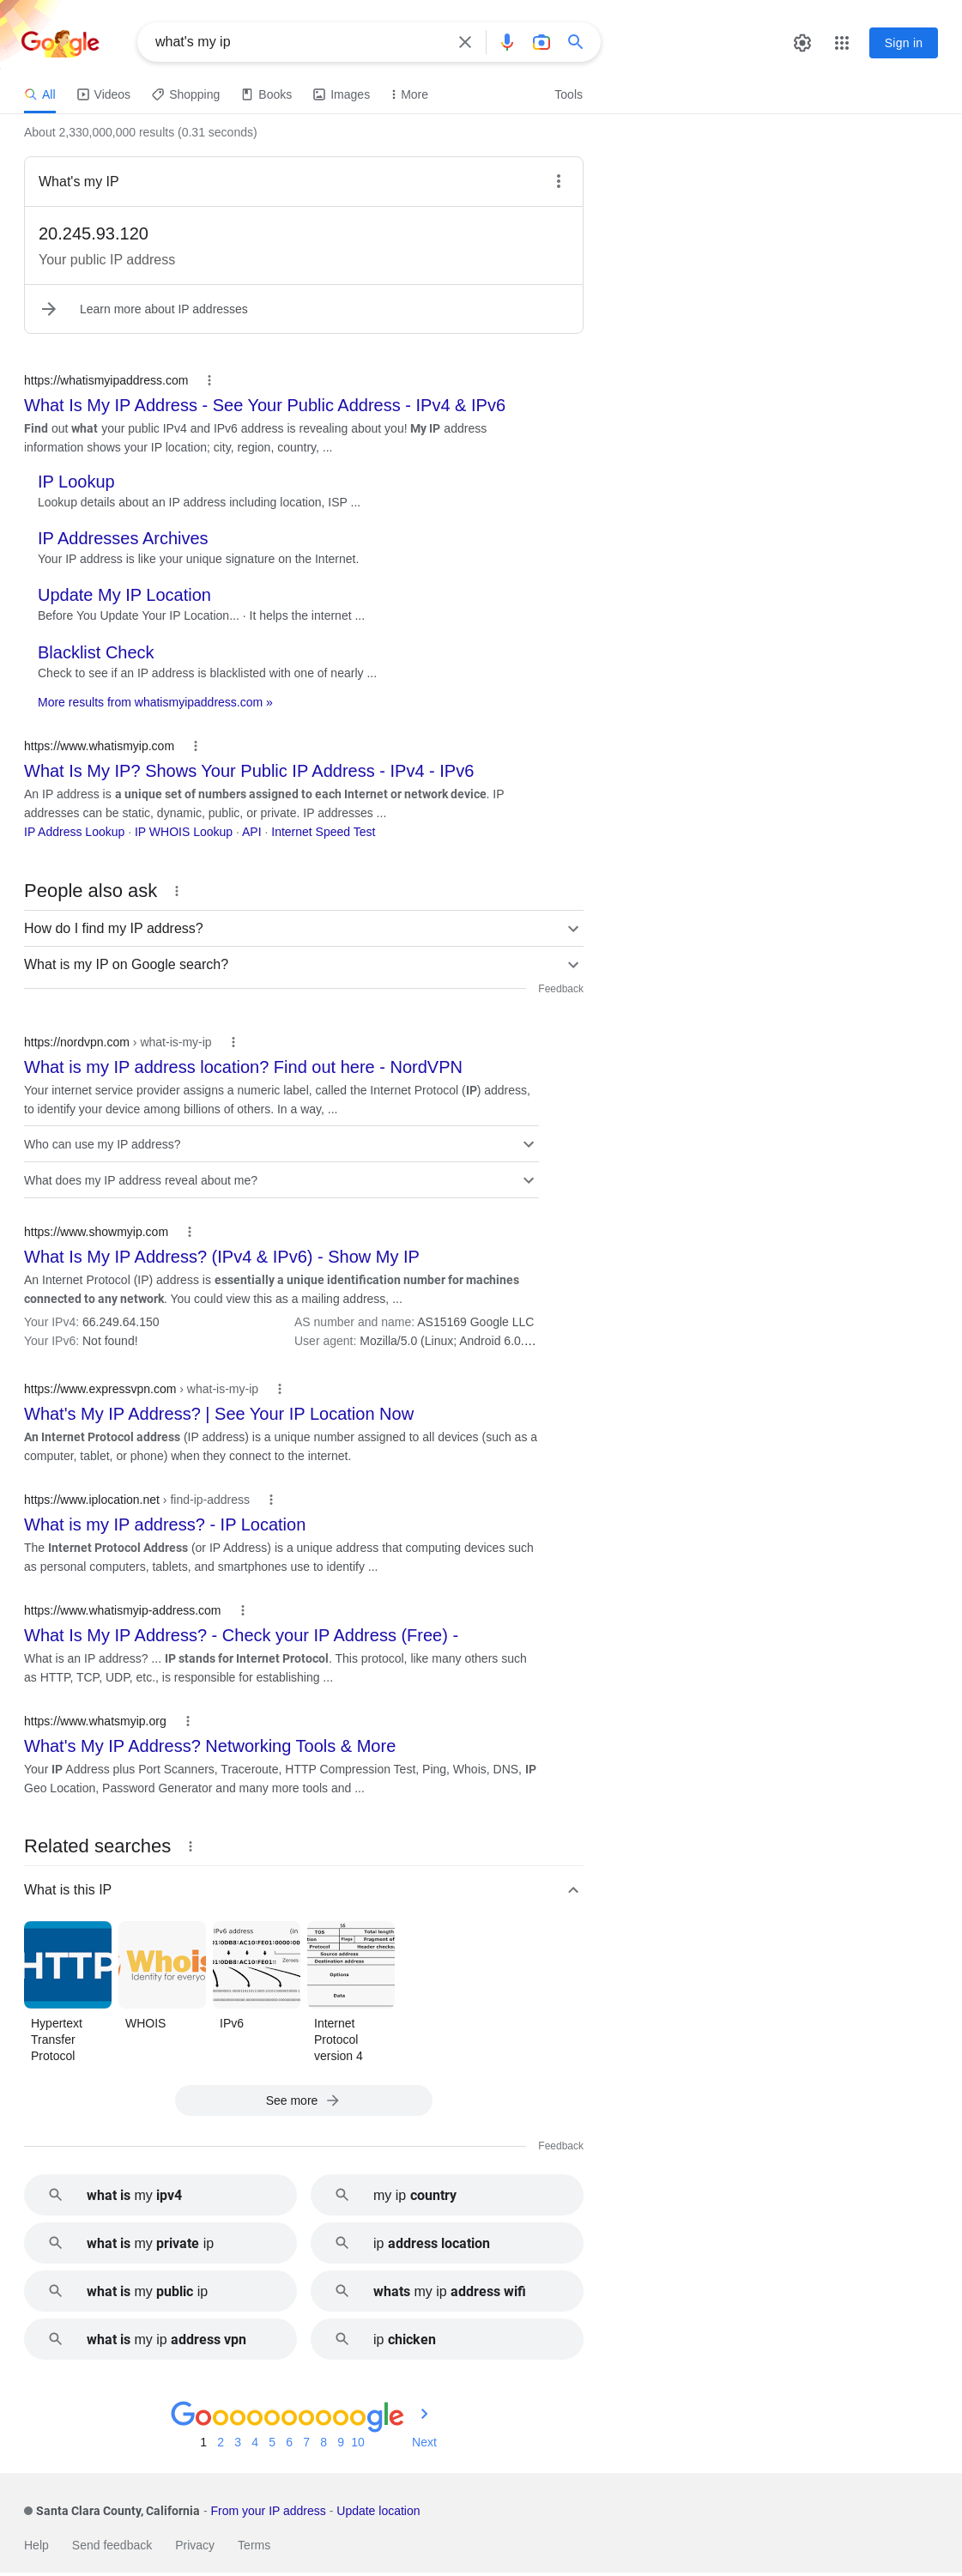 Google
what's my ip
Sign in
All
Videos
Shopping
Books
Images
More
Tools
About 2,330,000,000 results (0.31 seconds)
What's my IP
20.245.93.120
Your public IP address
Learn more about IP addresses
https://whatismyipaddress.com
What Is My IP Address - See Your Public Address - IPv4 & IPv6
Find out what your public IPv4 and IPv6 address is revealing about you! My IP address
information shows your IP location; city, region, country, ...
IP Lookup
Lookup details about an IP address including location, ISP ...
IP Addresses Archives
Your IP address is like your unique signature on the Internet.
Update My IP Location
Before You Update Your IP Location... · It helps the internet ...
Blacklist Check
Check to see if an IP address is blacklisted with one of nearly ...
More results from whatismyipaddress.com »
https://www.whatismyip.com
What Is My IP? Shows Your Public IP Address - IPv4 - IPv6
An IP address is a unique set of numbers assigned to each Internet or network device. IP
addresses can be static, dynamic, public, or private. IP addresses ...
IP Address Lookup · IP WHOIS Lookup · API · Internet Speed Test
People also ask
How do I find my IP address?
What is my IP on Google search?
Feedback
https://nordvpn.com › what-is-my-ip
What is my IP address location? Find out here - NordVPN
Your internet service provider assigns a numeric label, called the Internet Protocol (IP) address,
to identify your device among billions of others. In a way, ...
Who can use my IP address?
What does my IP address reveal about me?
https://www.showmyip.com
What Is My IP Address? (IPv4 & IPv6) - Show My IP
An Internet Protocol (IP) address is essentially a unique identification number for machines
connected to any network. You could view this as a mailing address, ...
Your IPv4: 66.249.64.150
AS number and name: AS15169 Google LLC
Your IPv6: Not found!
User agent: Mozilla/5.0 (Linux; Android 6.0....
https://www.expressvpn.com › what-is-my-ip
What's My IP Address? | See Your IP Location Now
An Internet Protocol address (IP address) is a unique number assigned to all devices (such as a
computer, tablet, or phone) when they connect to the internet.
https://www.iplocation.net › find-ip-address
What is my IP address? - IP Location
The Internet Protocol Address (or IP Address) is a unique address that computing devices such
as personal computers, tablets, and smartphones use to identify ...
https://www.whatismyip-address.com
What Is My IP Address? - Check your IP Address (Free) -
What is an IP address? ... IP stands for Internet Protocol. This protocol, like many others such
as HTTP, TCP, UDP, etc., is responsible for establishing ...
https://www.whatsmyip.org
What's My IP Address? Networking Tools & More
Your IP Address plus Port Scanners, Traceroute, HTTP Compression Test, Ping, Whois, DNS, IP
Geo Location, Password Generator and many more tools and ...
Related searches
What is this IP
HTTP
Whois
Identity for everyo
IPv6 address (in
Zeroes
16
TOS Total length
Flags Fragment of
Protocol Header checks
Source address
Destination address
Options
Data
Hypertext
Transfer
Protocol
WHOIS
IPv6
Internet
Protocol
version 4
See more
Feedback
what is my ipv4
my ip country
what is my private ip
ip address location
what is my public ip
whats my ip address wifi
what is my ip address vpn
ip chicken
Goooooooooogle
1 2 3 4 5 6 7 8 9 10 Next
Santa Clara County, California - From your IP address - Update location
Help
Send feedback
Privacy
Terms